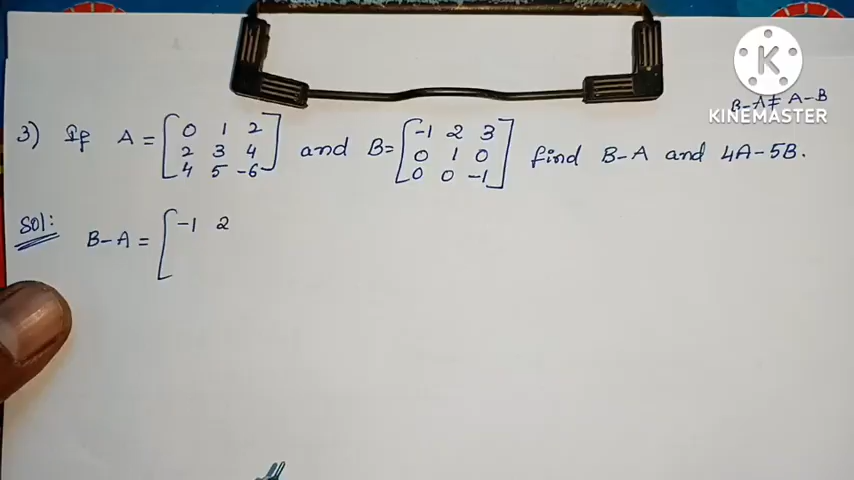 B-A ≠ A-B
KINEMASTER
3) If A = [ 0 1 2
2 3 4
4 5 -6 ] and B = [ -1 2 3
0 1 0
0 0 -1 ] find B-A and 4A-5B.
Sol:
B-A = [ -1 2